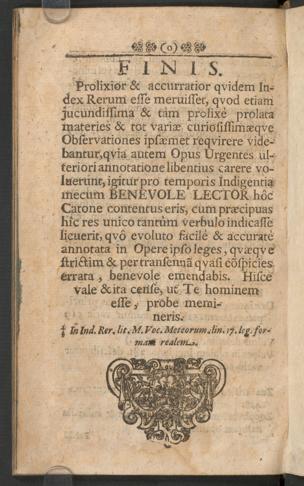 (o)
FINIS.
Prolixior & accurratior qvidem In-
dex Rerum esse meruisset, qvod etiam
jucundissima & tam prolixè prolata
materies & tot variæ curiosissimæqve
Observationes ipsæmet reqvirere vide-
bantur, qvia autem Opus Urgentes ul-
teriori annotatione libentius carere vo-
luerunt, igitur pro temporis Indigentia
mecum BENEVOLE LECTOR hôc
Catone contentus eris, cum præcipuas
hîc res unico tantùm verbulo indicasse
licuerit, qvô evoluto facilè & accuratè
annotata in Opere ipso leges, qvæqve
strictim & per transennã qvasi cõspicies
errata, benevole emendabis. Hisce
vale & ita cense, ut Te hominem
esse, probe memi-
neris.
‡ In Ind. Rer. lit. M. Voc. Meteorum. lin. 17. leg. for-
mam realem.